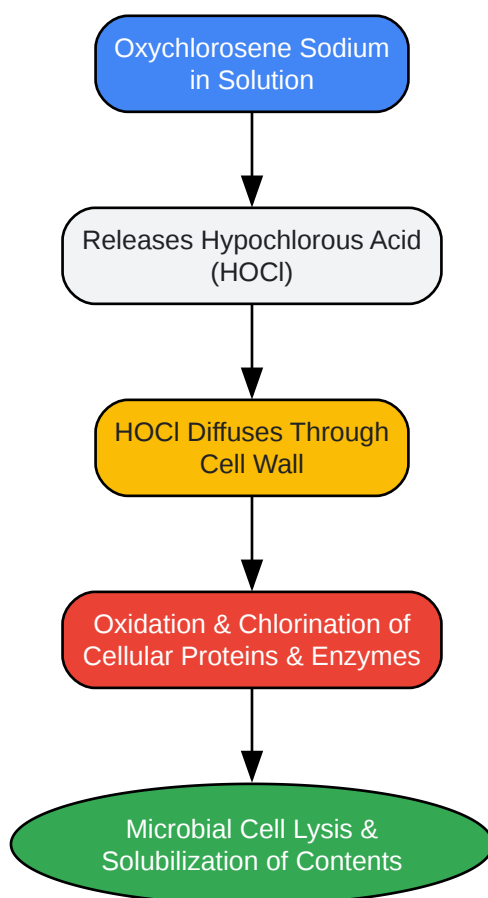 Oxychlorosene Sodium
in Solution
Releases Hypochlorous Acid
(HOCl)
HOCl Diffuses Through
Cell Wall
Oxidation & Chlorination of
Cellular Proteins & Enzymes
Microbial Cell Lysis &
Solubilization of Contents